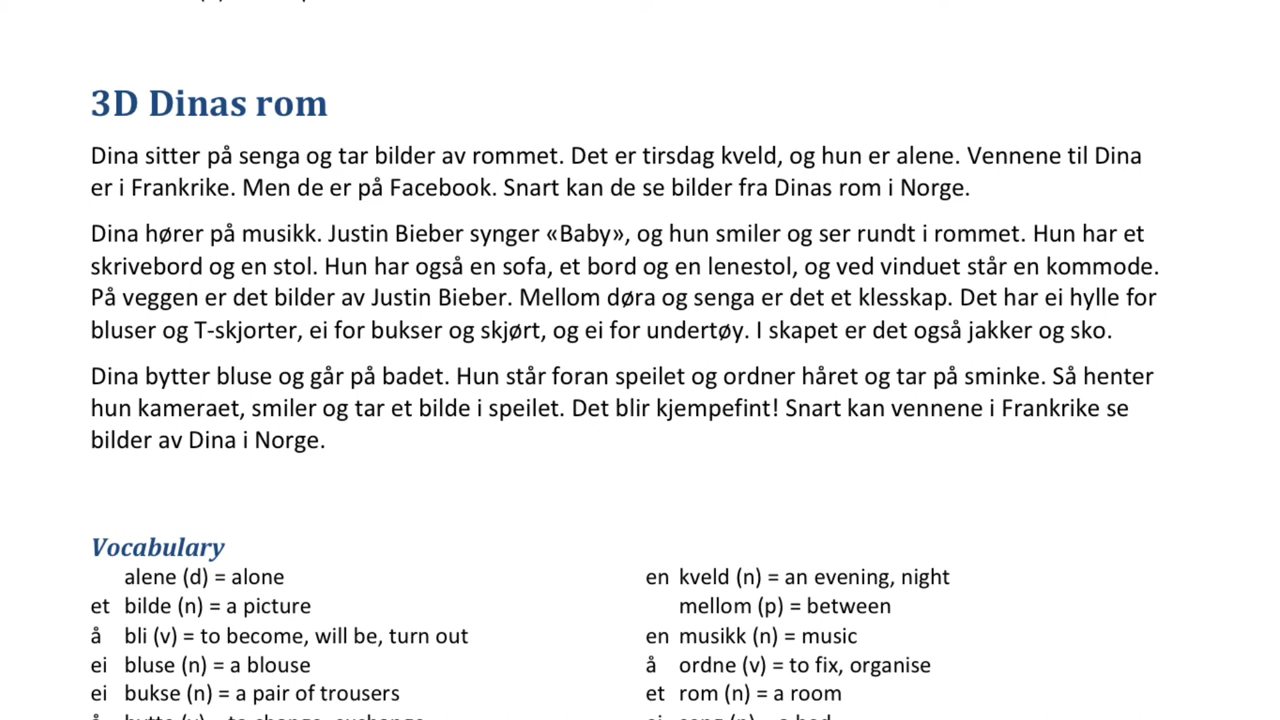 3D Dinas rom
Dina sitter på senga og tar bilder av rommet. Det er tirsdag kveld, og hun er alene. Vennene til Dina
er i Frankrike. Men de er på Facebook. Snart kan de se bilder fra Dinas rom i Norge.
Dina hører på musikk. Justin Bieber synger «Baby», og hun smiler og ser rundt i rommet. Hun har et
skrivebord og en stol. Hun har også en sofa, et bord og en lenestol, og ved vinduet står en kommode.
På veggen er det bilder av Justin Bieber. Mellom døra og senga er det et klesskap. Det har ei hylle for
bluser og T-skjorter, ei for bukser og skjørt, og ei for undertøy. I skapet er det også jakker og sko.
Dina bytter bluse og går på badet. Hun står foran speilet og ordner håret og tar på sminke. Så henter
hun kameraet, smiler og tar et bilde i speilet. Det blir kjempefint! Snart kan vennene i Frankrike se
bilder av Dina i Norge.
Vocabulary
alene (d) = alone
et bilde (n) = a picture
å bli (v) = to become, will be, turn out
ei bluse (n) = a blouse
ei bukse (n) = a pair of trousers
en kveld (n) = an evening, night
mellom (p) = between
en musikk (n) = music
å ordne (v) = to fix, organise
et rom (n) = a room